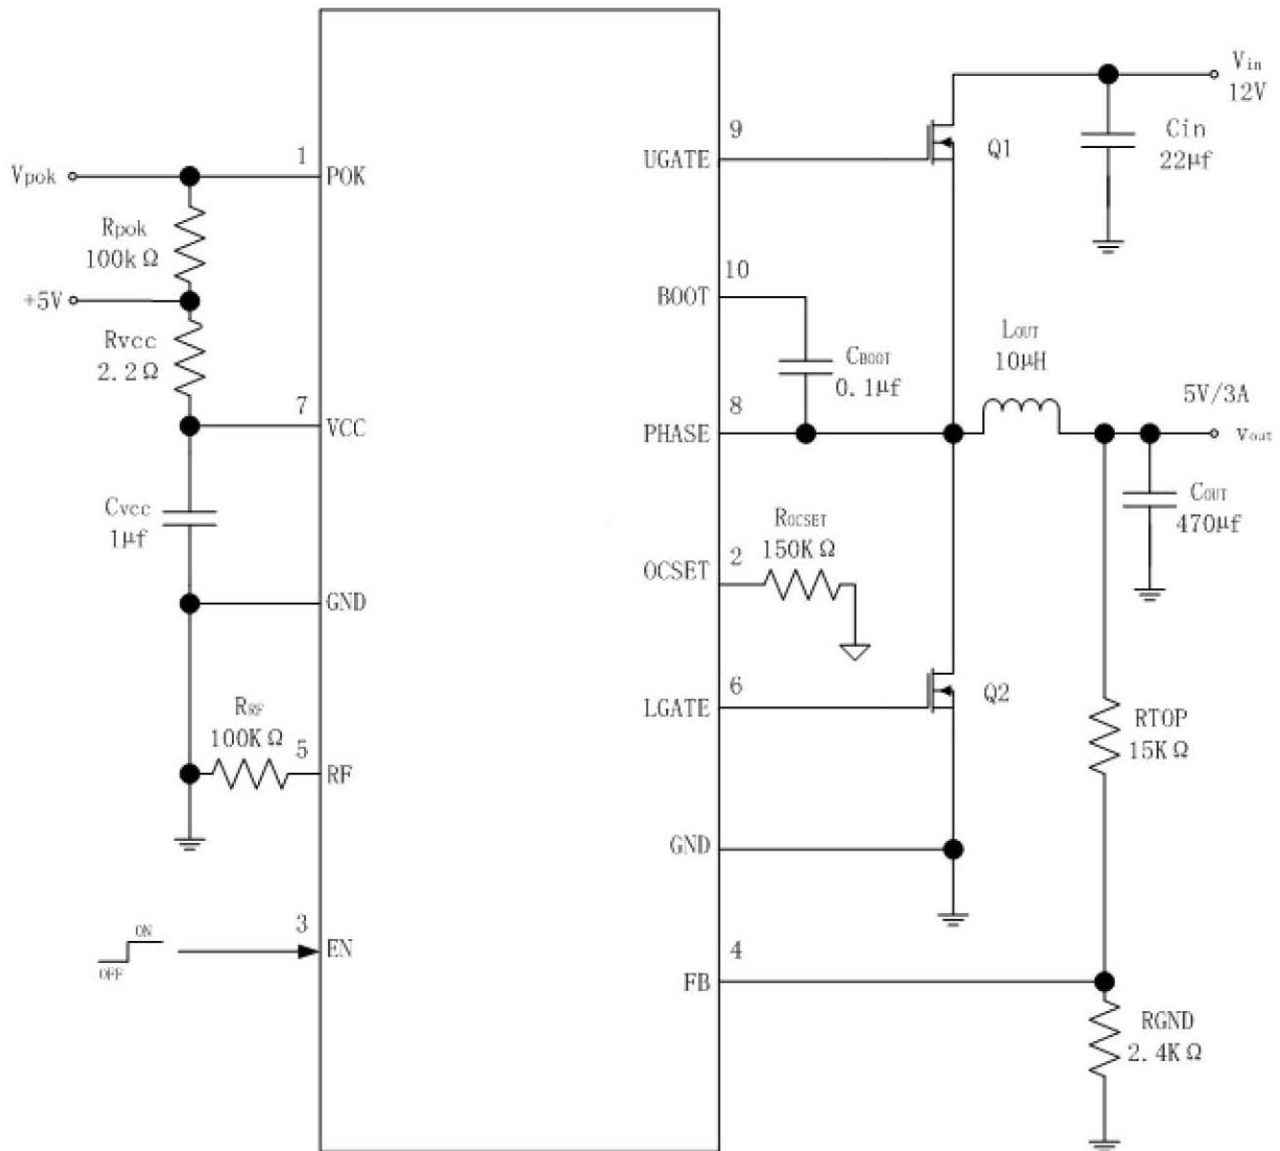 Vpok
1
POK
Rpok
100kΩ
+5V
Rvcc
2.2Ω
7
VCC
Cvcc
1μf
GND
RRF
100KΩ
5
RF
3
EN
ON
OFF
9
UGATE
Q1
Vin
12V
Cin
22μf
10
BOOT
CBOOT
0.1μf
8
PHASE
LOUT
10μH
5V/3A
Vout
COUT
470μf
ROCSET
150KΩ
2
OCSET
6
LGATE
Q2
RTOP
15KΩ
GND
4
FB
RGND
2.4KΩ